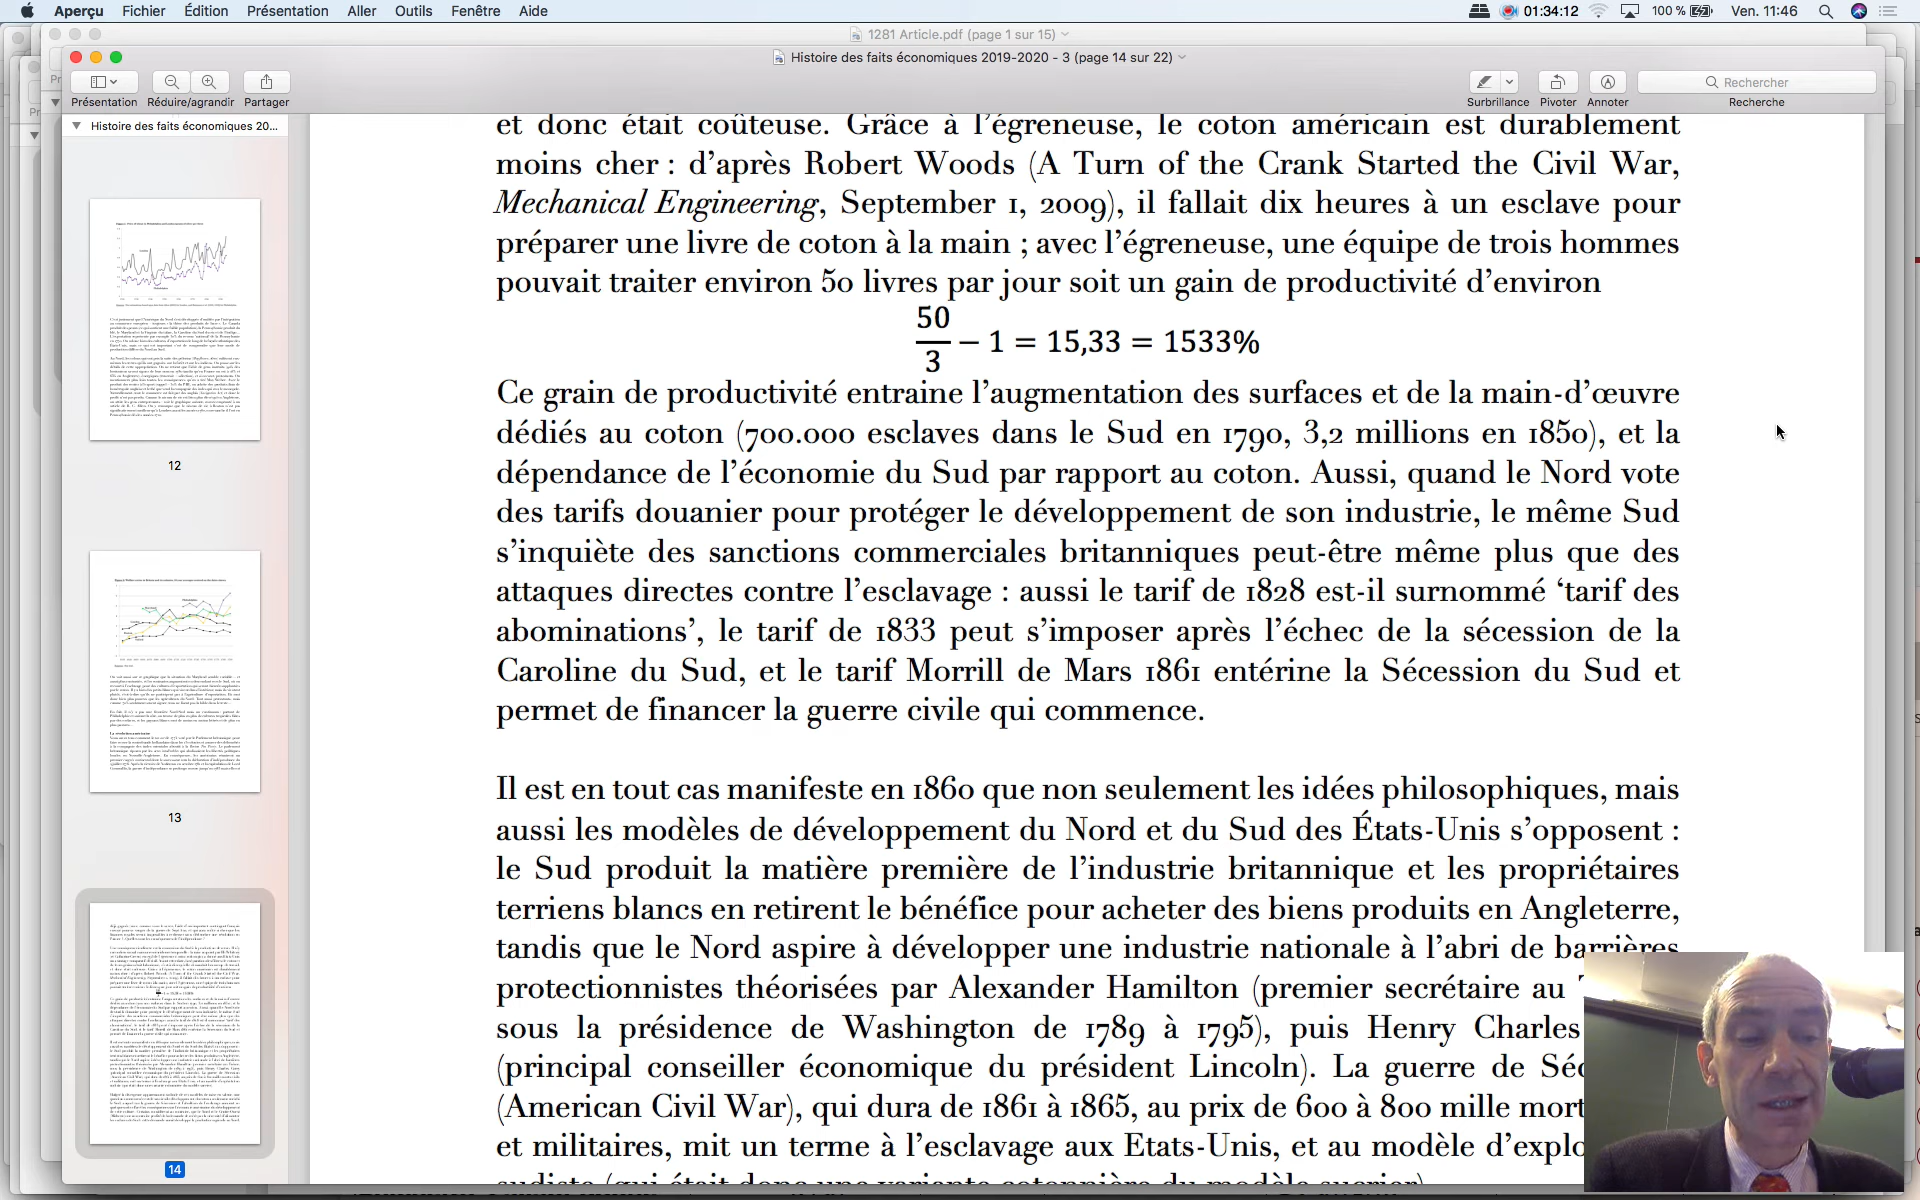 Aperçu Fichier Édition Présentation Aller Outils Fenêtre Aide 01:34:12 100 % Ven. 11:46
1281 Article.pdf (page 1 sur 15)
Histoire des faits économiques 2019-2020 - 3 (page 14 sur 22)
Rechercher
Présentation Réduire/agrandir Partager Surbrillance Pivoter Annoter Recherche
Histoire des faits économiques 20...
12
13
14
et donc était coûteuse. Grâce à l'égreneuse, le coton américain est durablement
moins cher : d'après Robert Woods (A Turn of the Crank Started the Civil War,
Mechanical Engineering, September 1, 2009), il fallait dix heures à un esclave pour
préparer une livre de coton à la main ; avec l'égreneuse, une équipe de trois hommes
pouvait traiter environ 50 livres par jour soit un gain de productivité d'environ
50/3 − 1 = 15,33 = 1533%
Ce grain de productivité entraine l'augmentation des surfaces et de la main-d'œuvre
dédiés au coton (700.000 esclaves dans le Sud en 1790, 3,2 millions en 1850), et la
dépendance de l'économie du Sud par rapport au coton. Aussi, quand le Nord vote
des tarifs douanier pour protéger le développement de son industrie, le même Sud
s'inquiète des sanctions commerciales britanniques peut-être même plus que des
attaques directes contre l'esclavage : aussi le tarif de 1828 est-il surnommé 'tarif des
abominations', le tarif de 1833 peut s'imposer après l'échec de la sécession de la
Caroline du Sud, et le tarif Morrill de Mars 1861 entérine la Sécession du Sud et
permet de financer la guerre civile qui commence.
Il est en tout cas manifeste en 1860 que non seulement les idées philosophiques, mais
aussi les modèles de développement du Nord et du Sud des États-Unis s'opposent :
le Sud produit la matière première de l'industrie britannique et les propriétaires
terriens blancs en retirent le bénéfice pour acheter des biens produits en Angleterre,
tandis que le Nord aspire à développer une industrie nationale à l'abri de barrières
protectionnistes théorisées par Alexander Hamilton (premier secrétaire au
sous la présidence de Washington de 1789 à 1795), puis Henry Charles
(principal conseiller économique du président Lincoln). La guerre de Séc
(American Civil War), qui dura de 1861 à 1865, au prix de 600 à 800 mille mort
et militaires, mit un terme à l'esclavage aux Etats-Unis, et au modèle d'explo
sudiste (qui était donc une variante cotonnière du modèle sucrier)